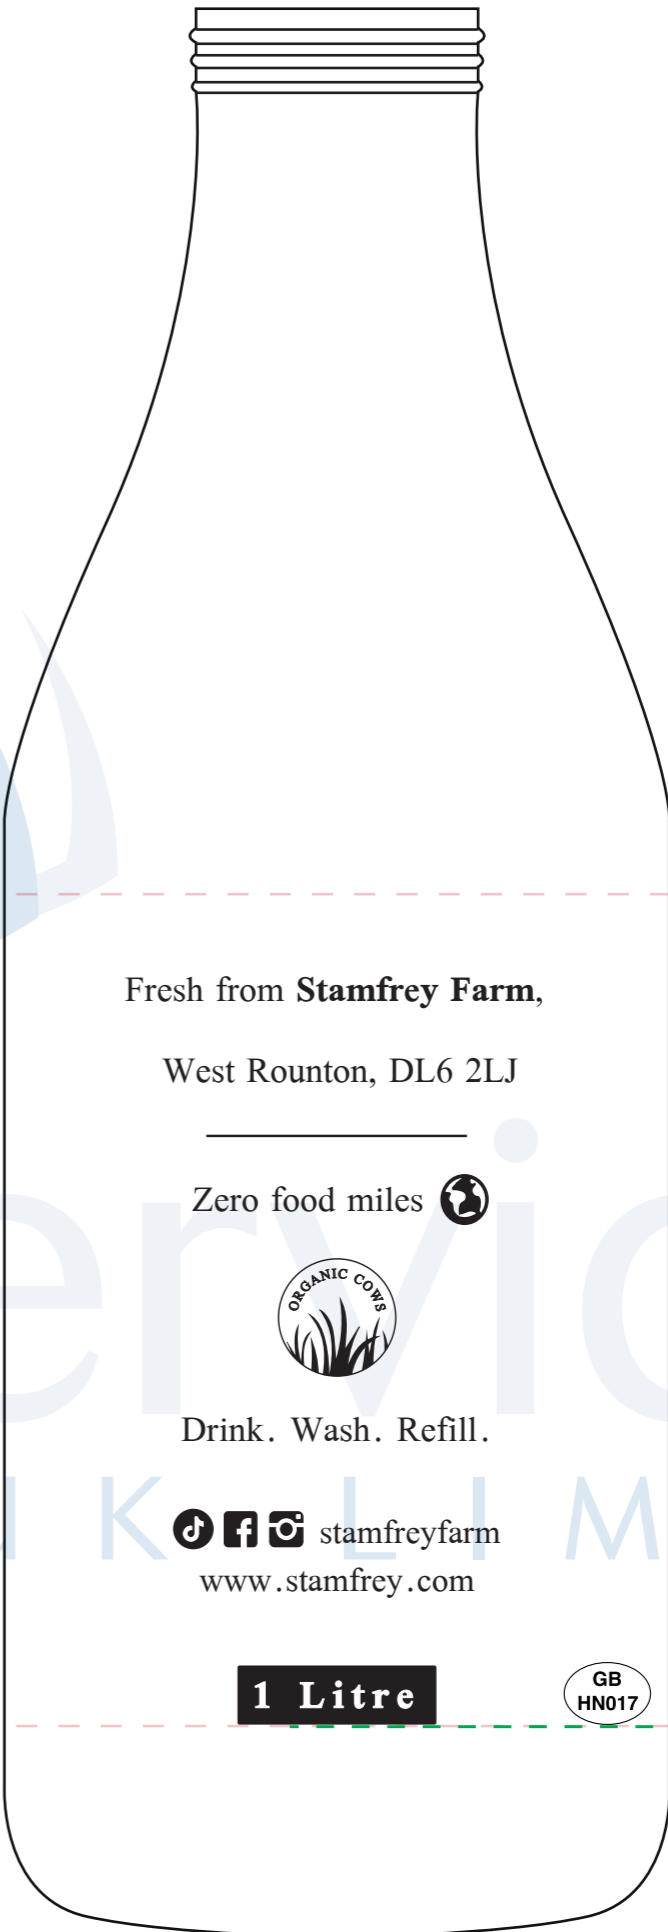 Fresh from Stamfrey Farm,
West Rounton, DL6 2LJ
Zero food miles
ORGANIC COWS
Drink. Wash. Refill.
stamfreyfarm
www.stamfrey.com
1 Litre
GB
HN017